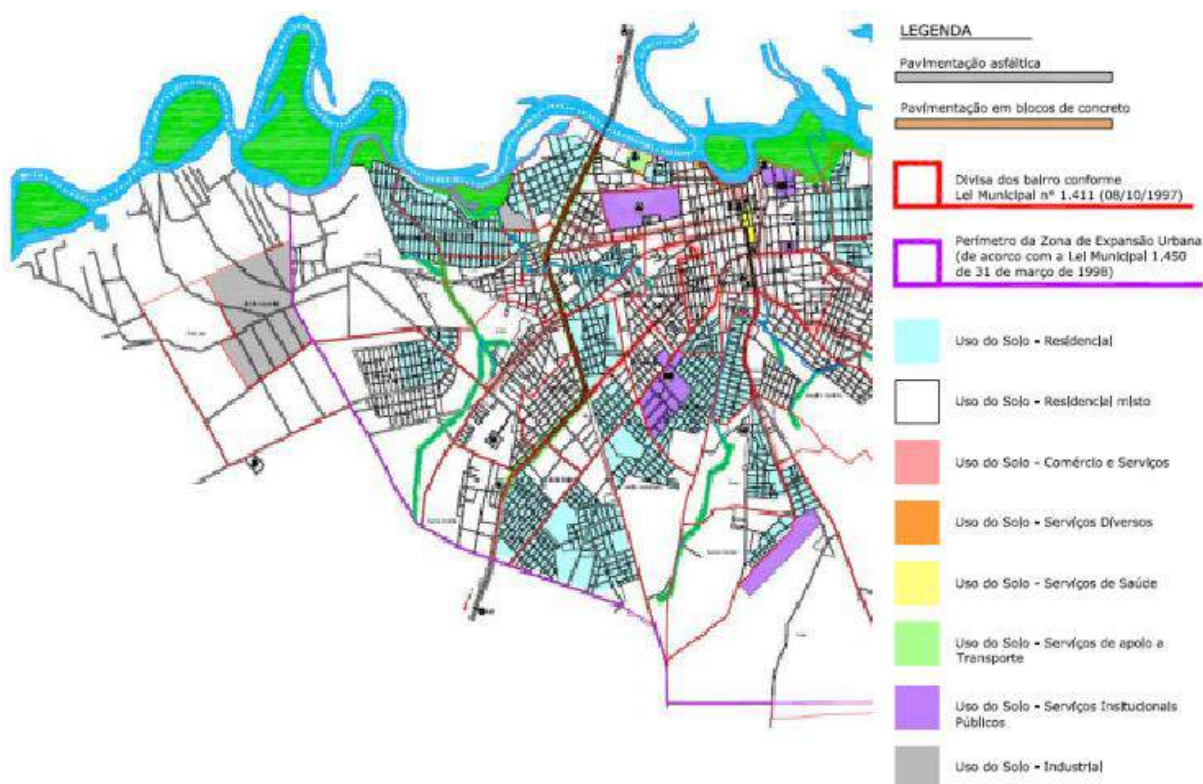 LEGENDA
Pavimentação asfáltica
Pavimentação em blocos de concreto
Divisa dos bairro conforme
Lei Municipal n° 1.411 (08/10/1997)
Perímetro da Zona de Expansão Urbana
(de acorco com a Lei Municipal 1.450
de 31 de março de 1998)
Uso do Solo - Residencial
Uso do Solo - Residencial misto
Uso do Solo - Comércio e Serviços
Uso do Solo - Serviços Diversos
Uso do Solo - Serviços de Saúde
Uso do Solo - Serviços de apoio a
Transporte
Uso do Solo - Serviços Insitucionais
Públicos
Uso do Solo - Industrial